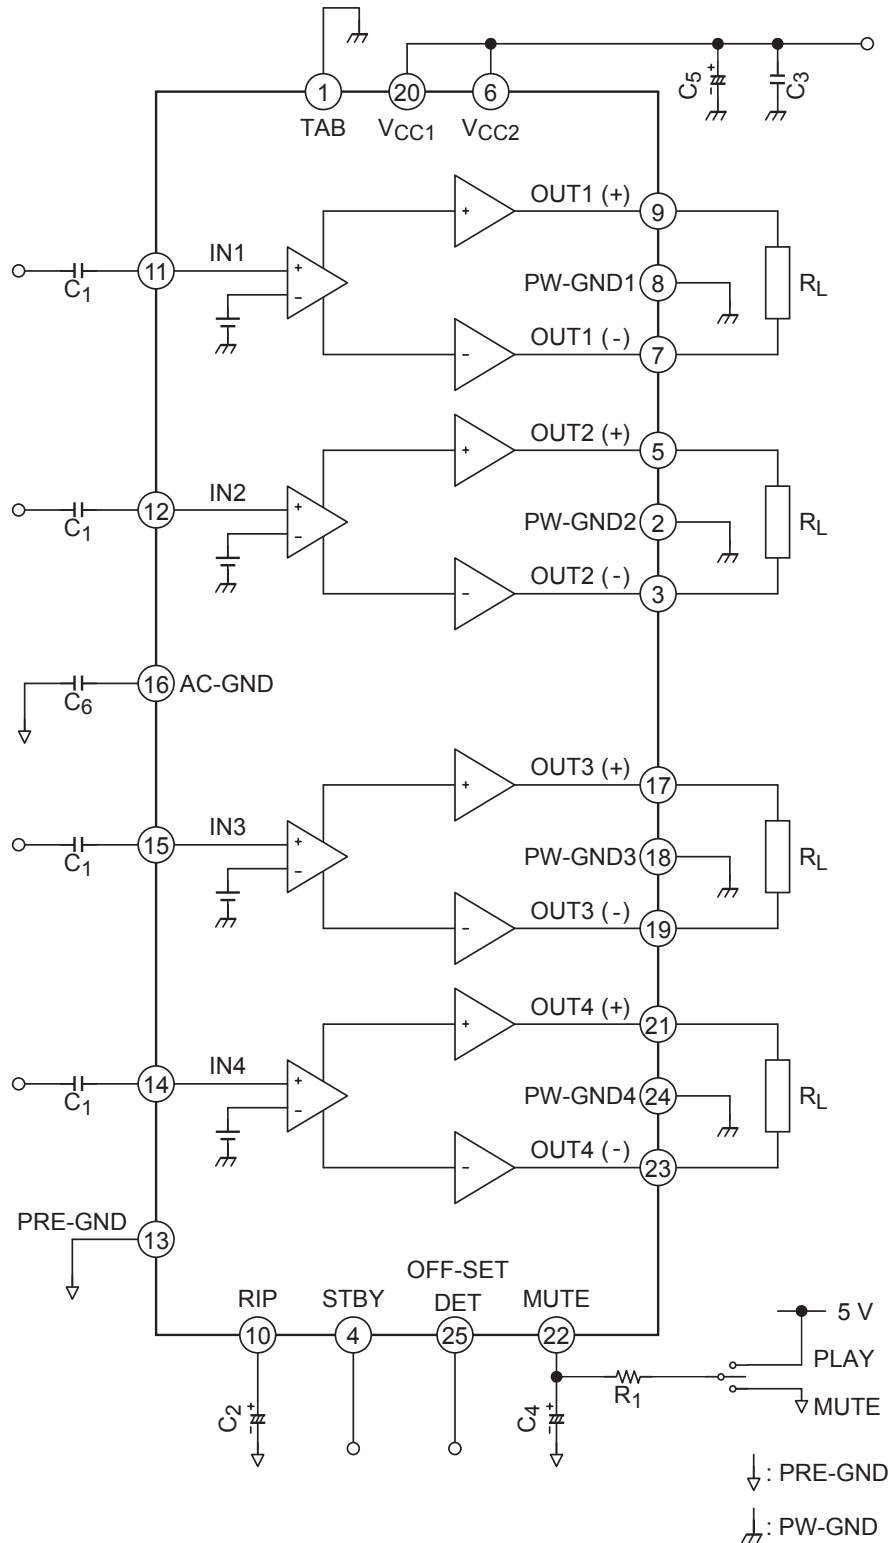 C5
C3
1
20
6
TAB
VCC1
VCC2
OUT1 (+)
9
IN1
11
C1
PW-GND1
8
RL
OUT1 (-)
7
OUT2 (+)
5
IN2
12
C1
PW-GND2
2
RL
OUT2 (-)
3
16
AC-GND
C6
OUT3 (+)
17
IN3
15
C1
PW-GND3
18
RL
OUT3 (-)
19
OUT4 (+)
21
IN4
14
C1
PW-GND4
24
RL
OUT4 (-)
23
PRE-GND
13
OFF-SET
RIP
STBY
DET
MUTE
10
4
25
22
5 V
PLAY
R1
MUTE
C2
C4
: PRE-GND
: PW-GND